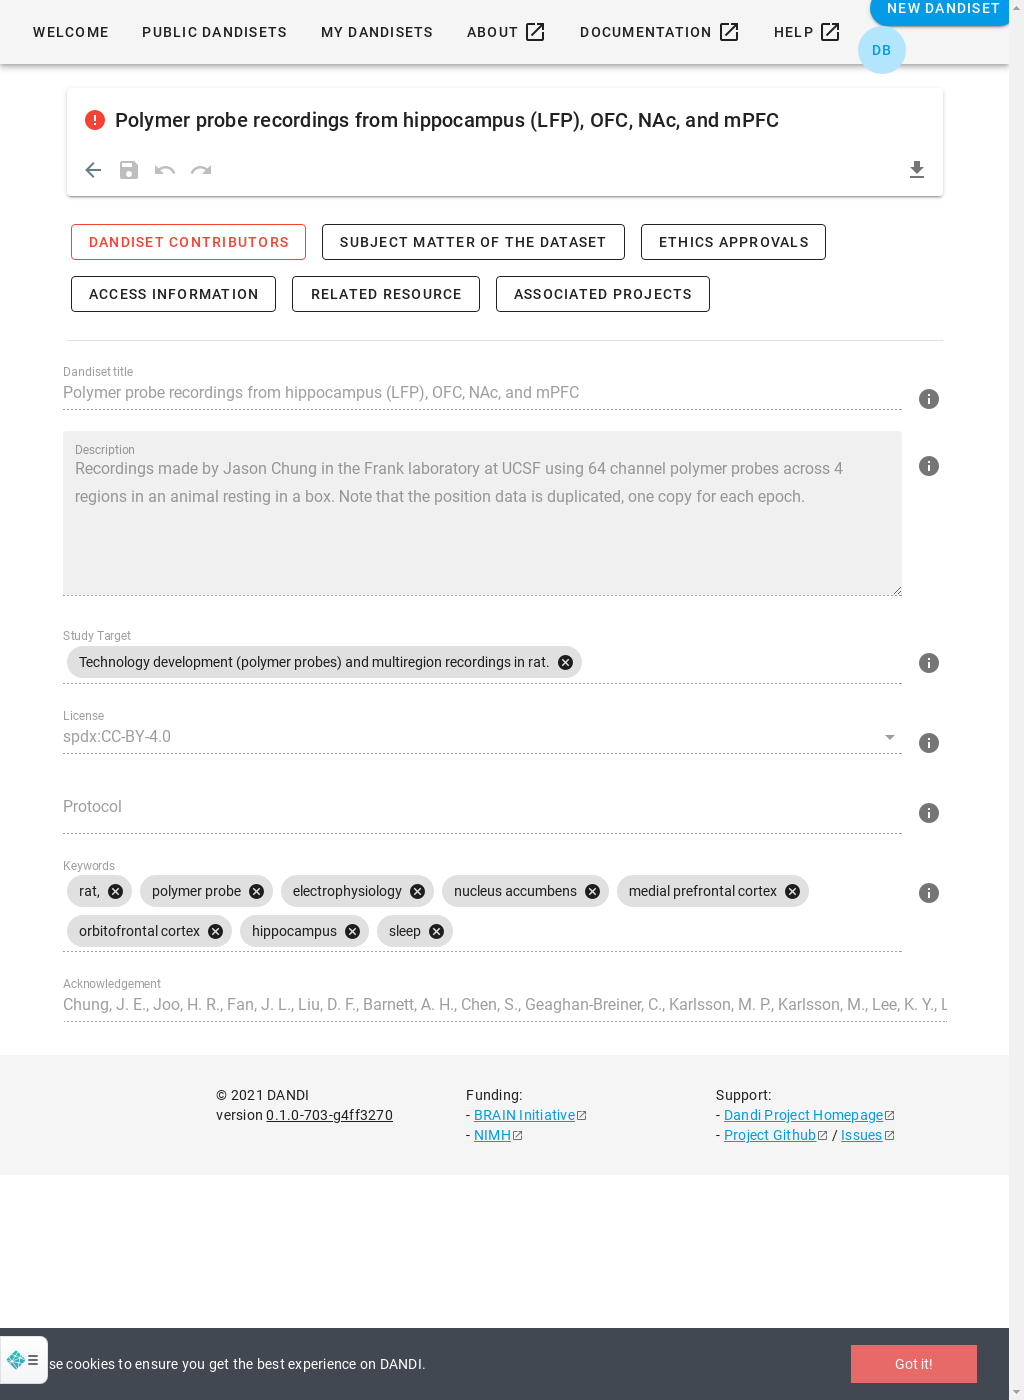 NEW DANDISET
WELCOME PUBLIC DANDISETS MY DANDISETS ABOUT DOCUMENTATION HELP
DB
Polymer probe recordings from hippocampus (LFP), OFC, NAc, and mPFC
DANDISET CONTRIBUTORS SUBJECT MATTER OF THE DATASET ETHICS APPROVALS
ACCESS INFORMATION RELATED RESOURCE ASSOCIATED PROJECTS
Dandiset title
Polymer probe recordings from hippocampus (LFP), OFC, NAc, and mPFC
Description
Recordings made by Jason Chung in the Frank laboratory at UCSF using 64 channel polymer probes across 4
regions in an animal resting in a box. Note that the position data is duplicated, one copy for each epoch.
Study Target
Technology development (polymer probes) and multiregion recordings in rat.
License
spdx:CC-BY-4.0
Protocol
Keywords
rat, polymer probe electrophysiology nucleus accumbens medial prefrontal cortex
orbitofrontal cortex hippocampus sleep
Acknowledgement
Chung, J. E., Joo, H. R., Fan, J. L., Liu, D. F., Barnett, A. H., Chen, S., Geaghan-Breiner, C., Karlsson, M. P., Karlsson, M., Lee, K. Y., L
© 2021 DANDI
version 0.1.0-703-g4ff3270
Funding:
- BRAIN Initiative
- NIMH
Support:
- Dandi Project Homepage
- Project Github / Issues
se cookies to ensure you get the best experience on DANDI.
Got it!